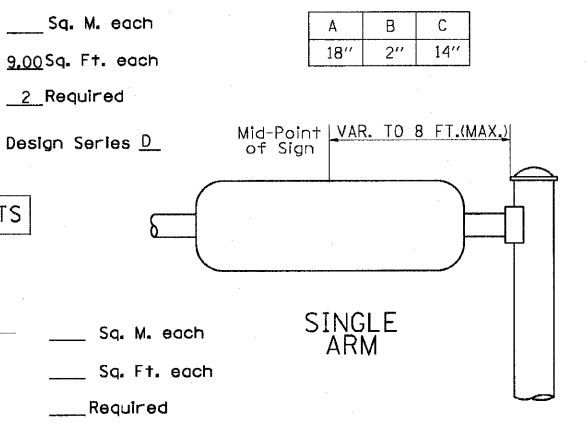 ___ Sq. M. each
9.00 Sq. Ft. each
2 Required
Design Series D
A B C
18" 2" 14"
Mid-Point of Sign
VAR. TO 8 FT.(MAX.)
TS
SINGLE
ARM
___ Sq. M. each
___ Sq. Ft. each
___ Required